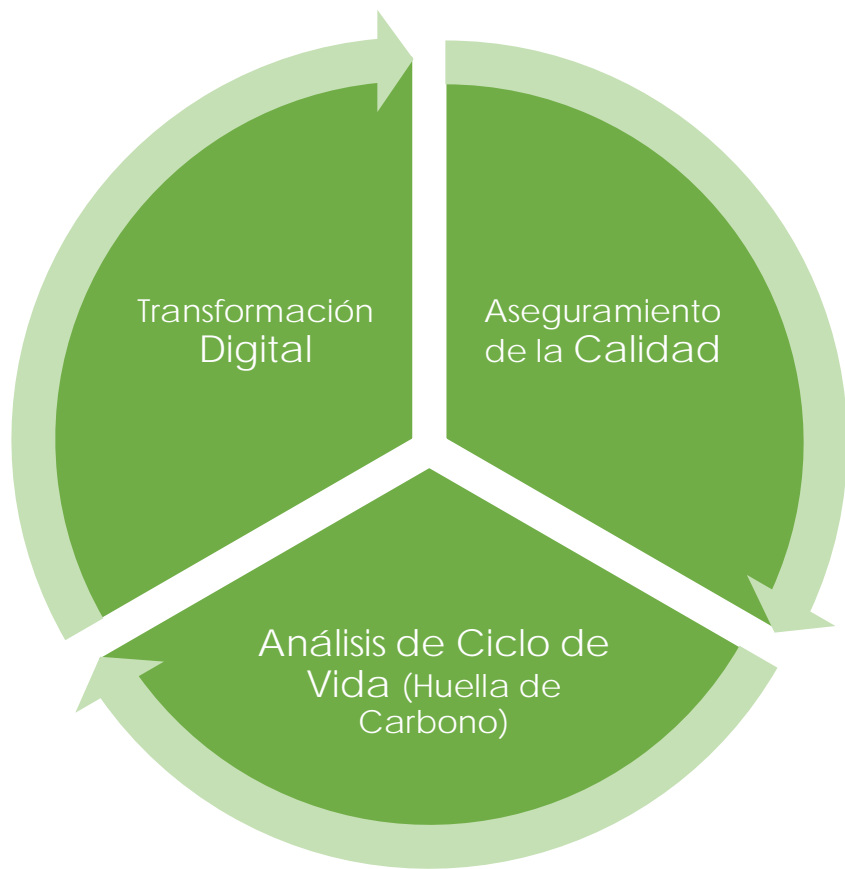 Transformación
Digital
Aseguramiento
de la Calidad
Análisis de Ciclo de
Vida (Huella de
Carbono)